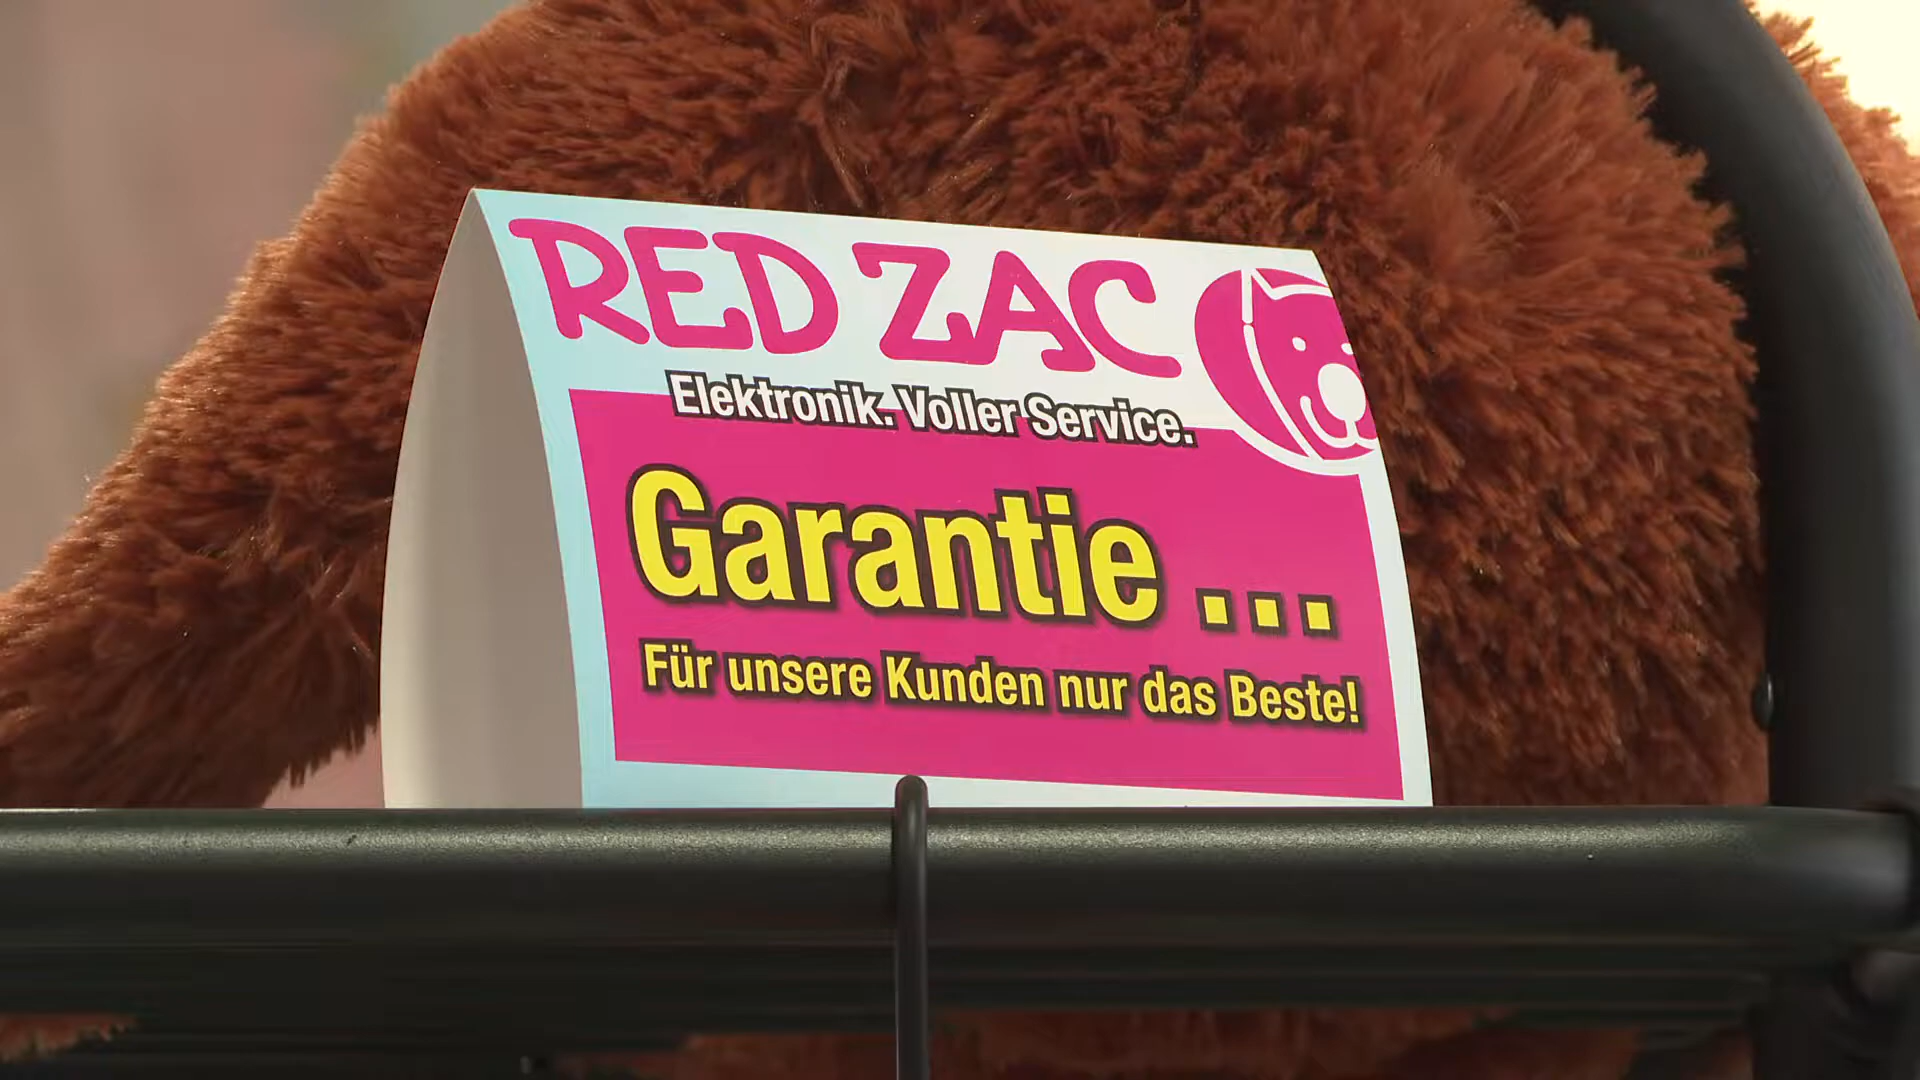 RED ZAC
Elektronik. Voller Service.
Garantie ...
Für unsere Kunden nur das Beste!